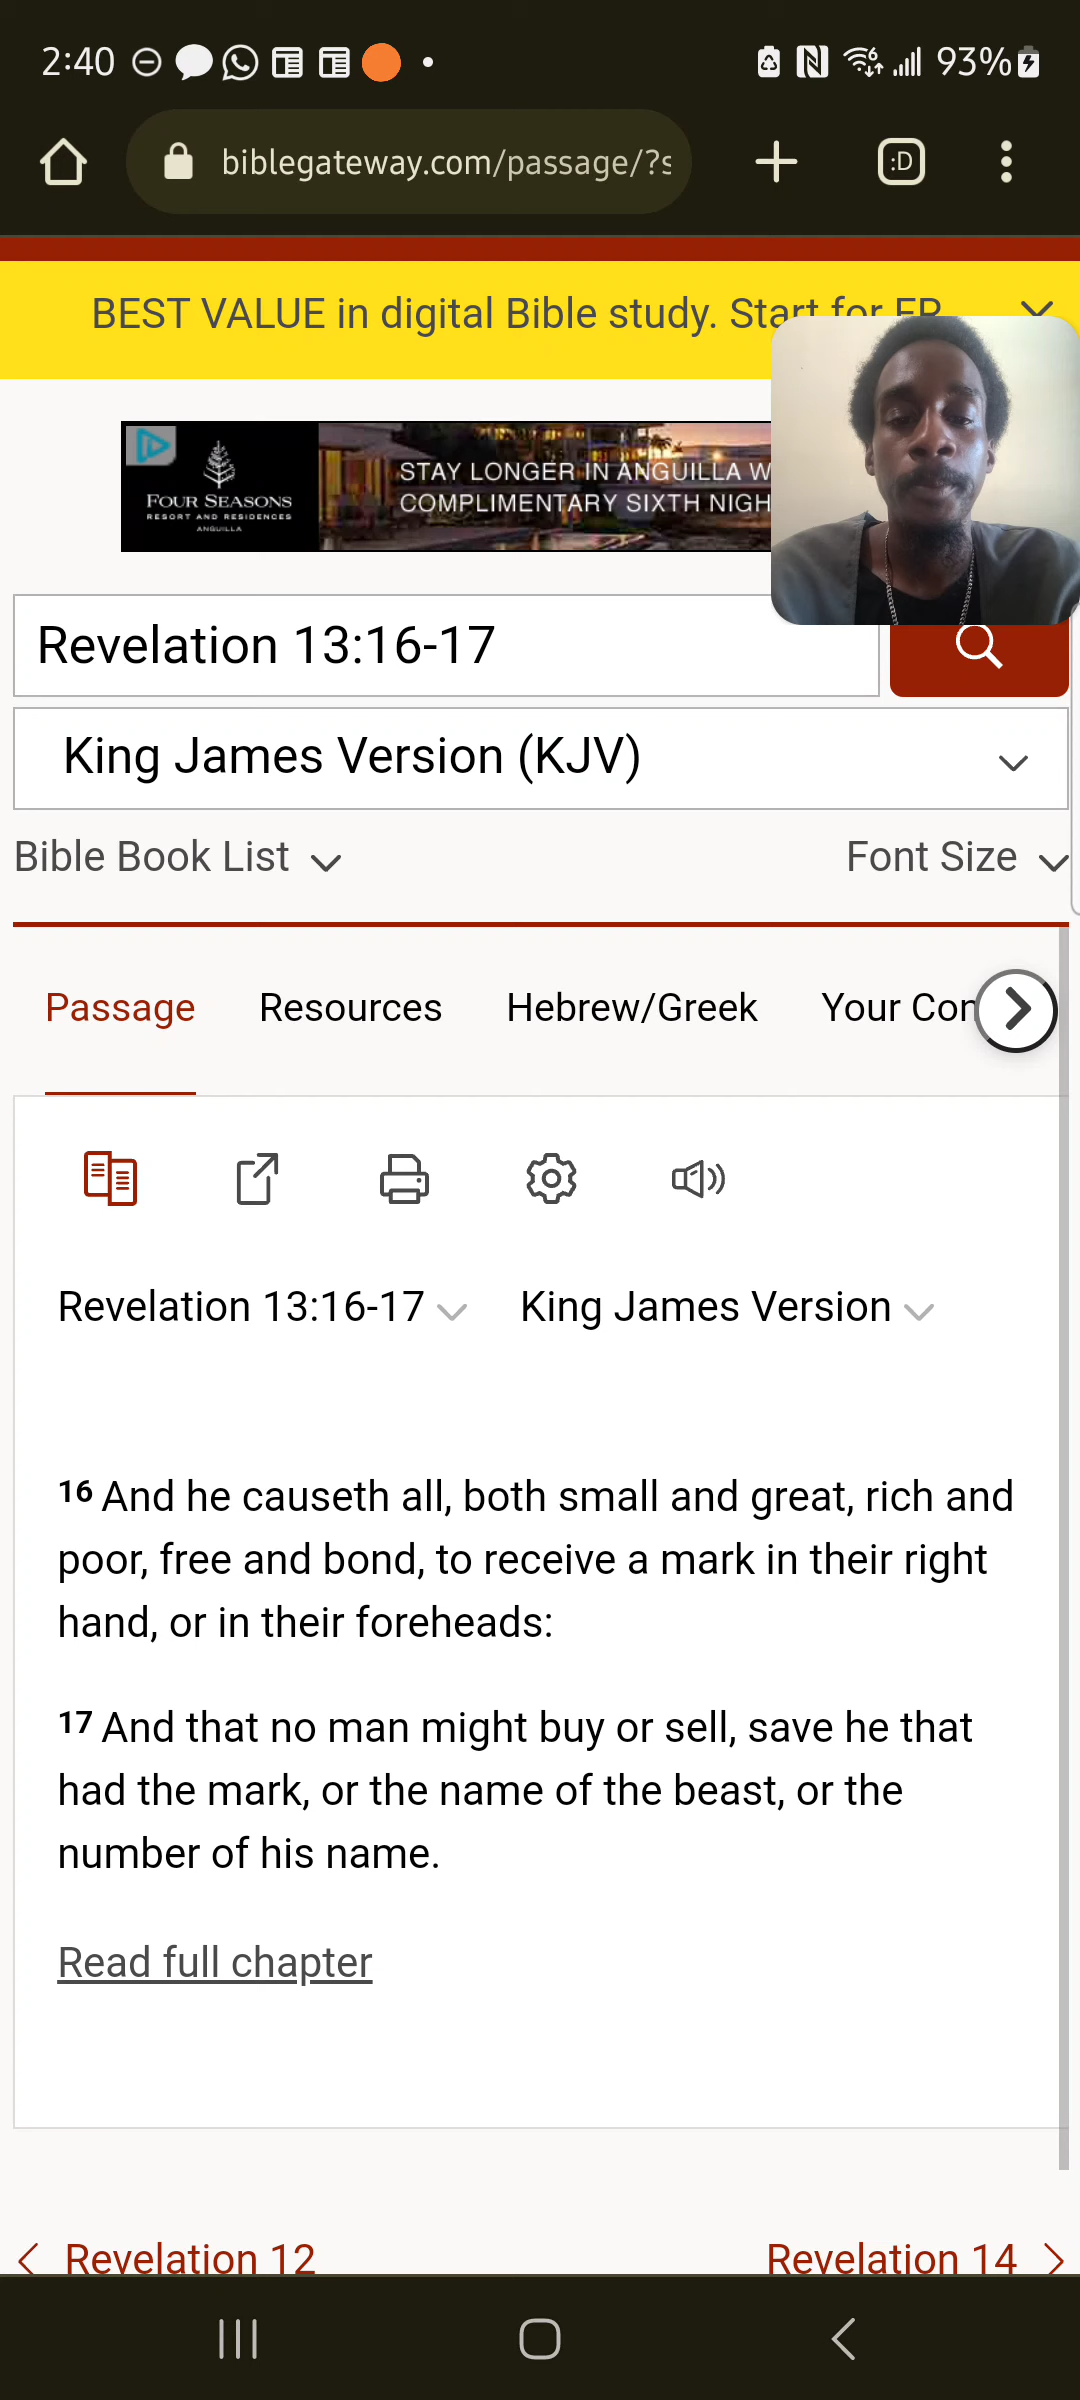 2:40 93%
biblegateway.com/passage/?s :D
BEST VALUE in digital Bible study. Start for FR
FOUR SEASONS
RESORT AND RESIDENCES
ANGUILLA
STAY LONGER IN ANGUILLA W
COMPLIMENTARY SIXTH NIGH
Revelation 13:16-17
King James Version (KJV)
Bible Book List Font Size
Passage Resources Hebrew/Greek Your Con
Revelation 13:16-17 King James Version
16 And he causeth all, both small and great, rich and
poor, free and bond, to receive a mark in their right
hand, or in their foreheads:
17 And that no man might buy or sell, save he that
had the mark, or the name of the beast, or the
number of his name.
Read full chapter
Revelation 12 Revelation 14